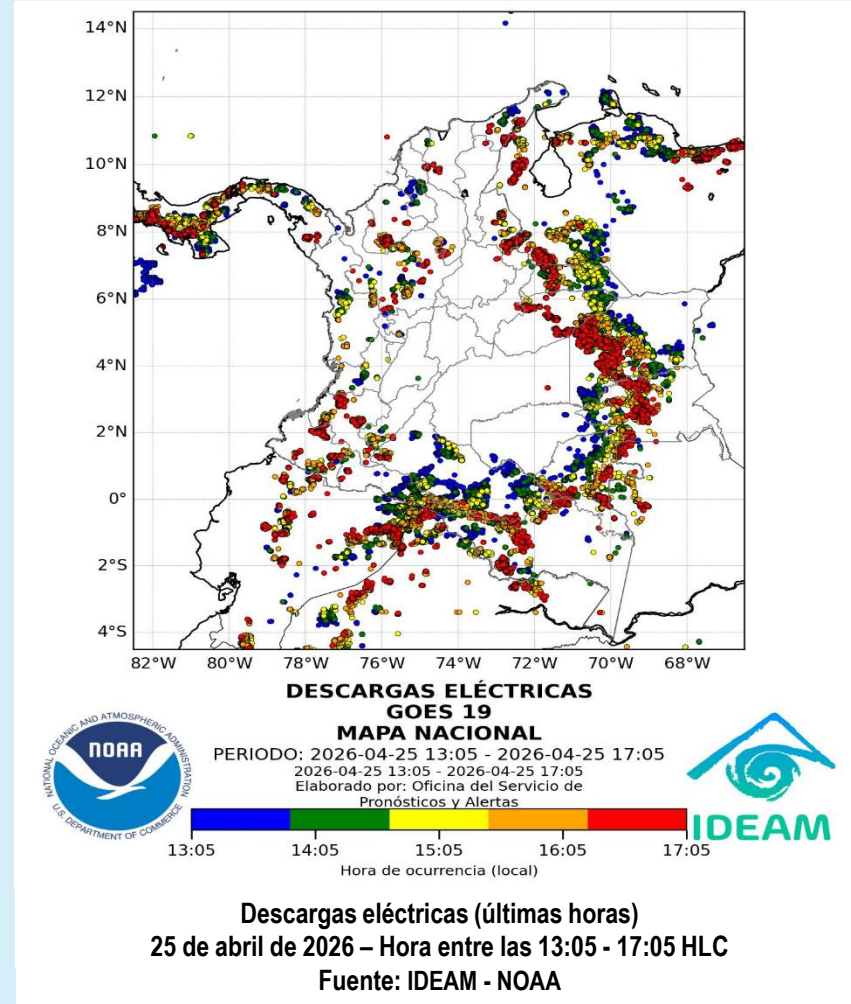 14°N
12°N
10°N
8°N
6°N
4°N
2°N
0°
2°S
4°S
82°W 80°W 78°W 76°W 74°W 72°W 70°W 68°W
DESCARGAS ELÉCTRICAS
GOES 19
MAPA NACIONAL
PERIODO: 2026-04-25 13:05 - 2026-04-25 17:05
2026-04-25 13:05 - 2026-04-25 17:05
Elaborado por: Oficina del Servicio de
Pronósticos y Alertas
NATIONAL OCEANIC AND ATMOSPHERIC ADMINISTRATION
NOAA
U.S. DEPARTMENT OF COMMERCE
IDEAM
13:05 14:05 15:05 16:05 17:05
Hora de ocurrencia (local)
Descargas eléctricas (últimas horas)
25 de abril de 2026 – Hora entre las 13:05 - 17:05 HLC
Fuente: IDEAM - NOAA